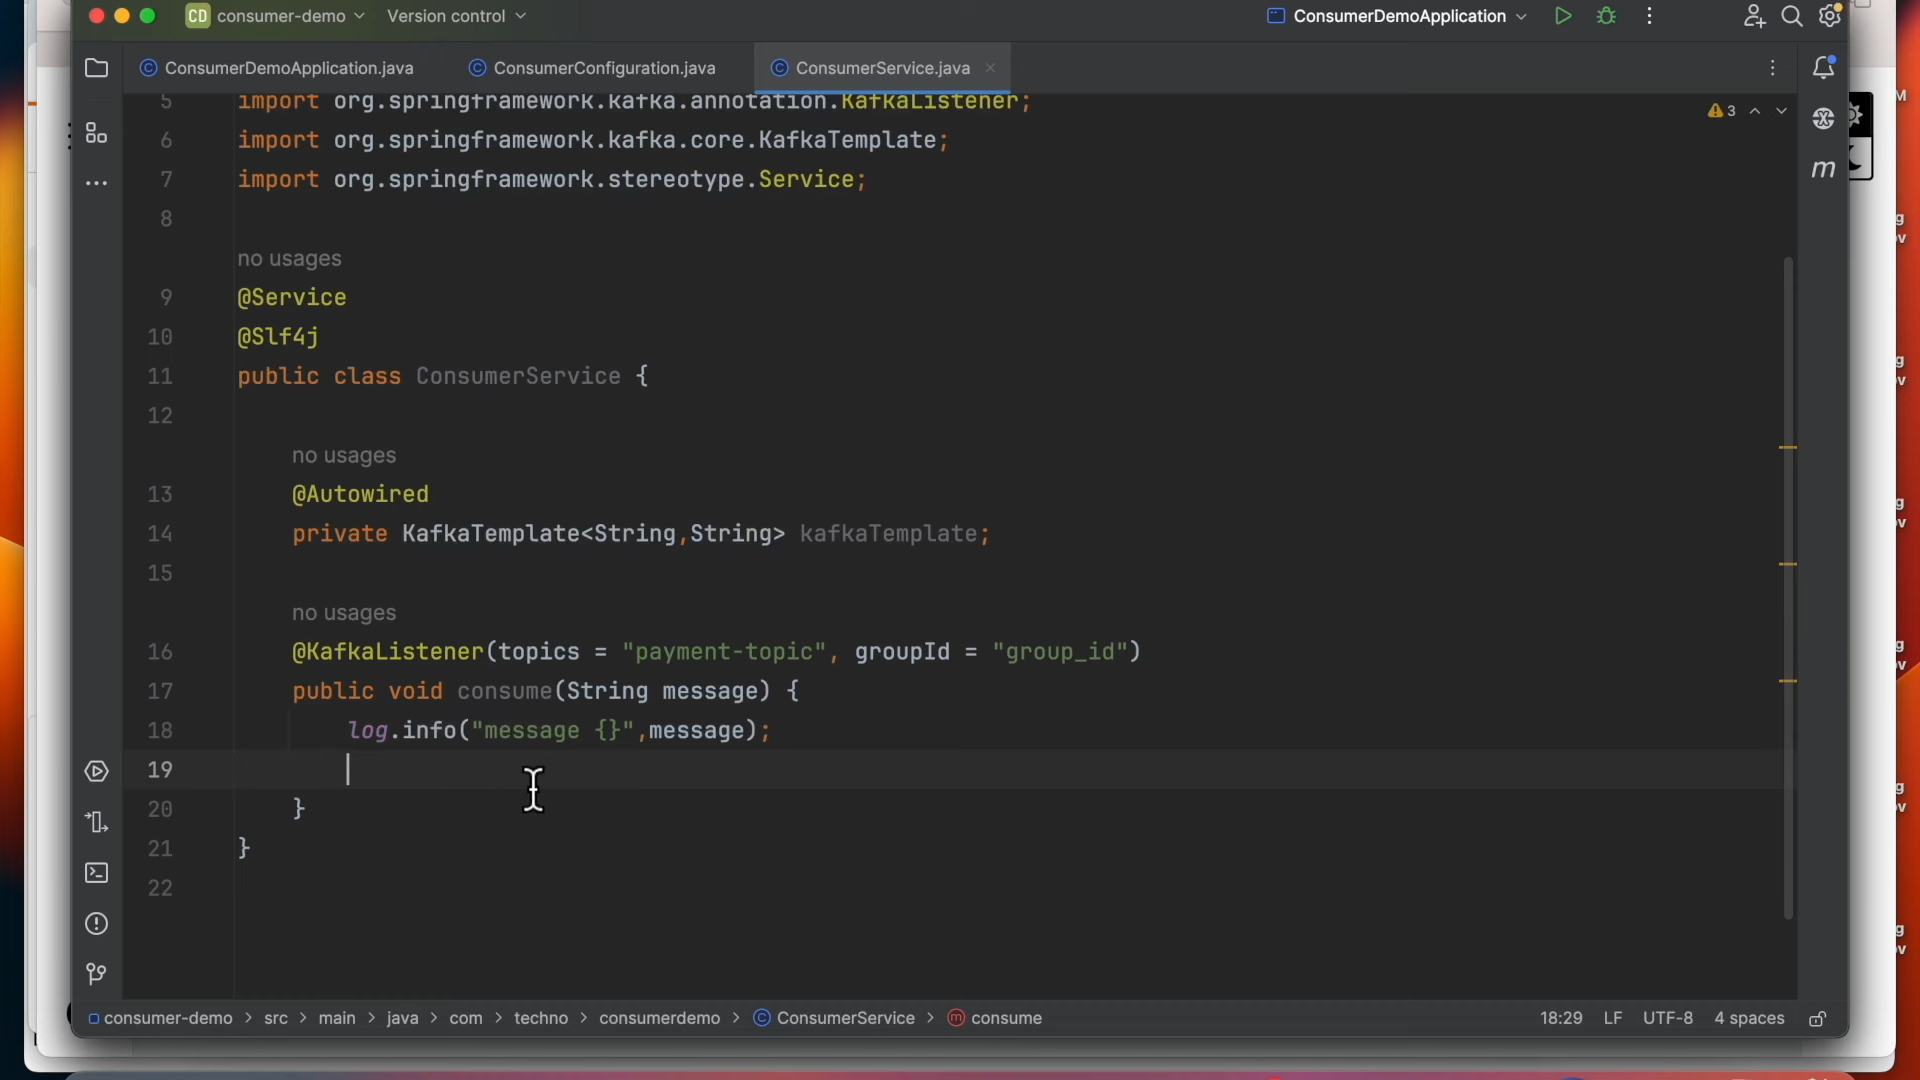 CD consumer-demo Version control ConsumerDemoApplication
ConsumerDemoApplication.java ConsumerConfiguration.java ConsumerService.java
5 import org.springframework.kafka.annotation.KafkaListener;
3
6 import org.springframework.kafka.core.KafkaTemplate;
7 import org.springframework.stereotype.Service;
8
no usages
9 @Service
10 @Slf4j
11 public class ConsumerService {
12
no usages
13 @Autowired
14 private KafkaTemplate<String,String> kafkaTemplate;
15
no usages
16 @KafkaListener(topics = "payment-topic", groupId = "group_id")
17 public void consume(String message) {
18 log.info("message {}",message);
19
20 }
21 }
22
consumer-demo > src > main > java > com > techno > consumerdemo > ConsumerService > consume 18:29 LF UTF-8 4 spaces